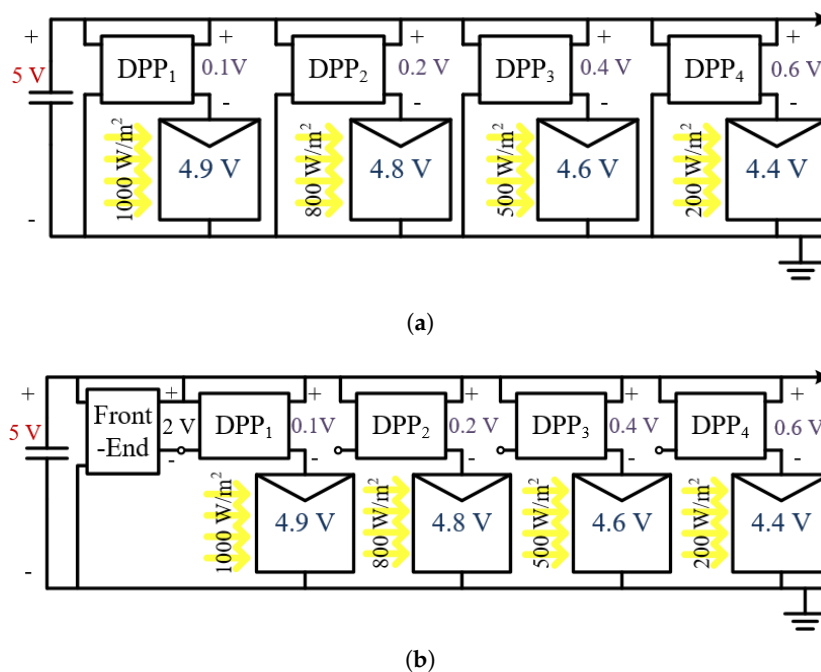 (a)
+ + + + +
DPP₁ DPP₂ DPP₃ DPP₄
5 V 0.1V 0.2 V 0.4 V 0.6 V
- - - -
1000 W/m² 4.9 V 800 W/m² 4.8 V 500 W/m² 4.6 V 200 W/m² 4.4 V
-
(a)
+ + + + + +
Front
-End
5 V 2 V DPP₁ 0.1V DPP₂ 0.2 V DPP₃ 0.4 V DPP₄ 0.6 V
- - - - -
1000 W/m² 4.9 V 800 W/m² 4.8 V 500 W/m² 4.6 V 200 W/m² 4.4 V
-
(b)